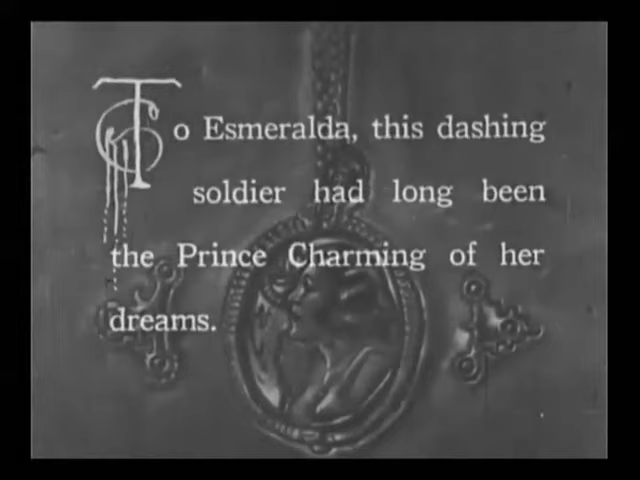 To Esmeralda, this dashing
soldier had long been
the Prince Charming of her
dreams.